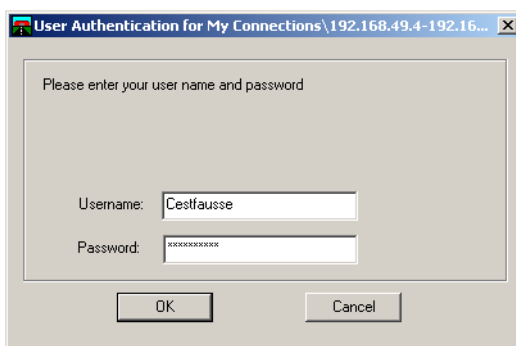 User Authentication for My Connections\192.168.49.4-192.16...
Please enter your user name and password
Username: Cestfausse
Password: xxxxxxxxxx
OK Cancel